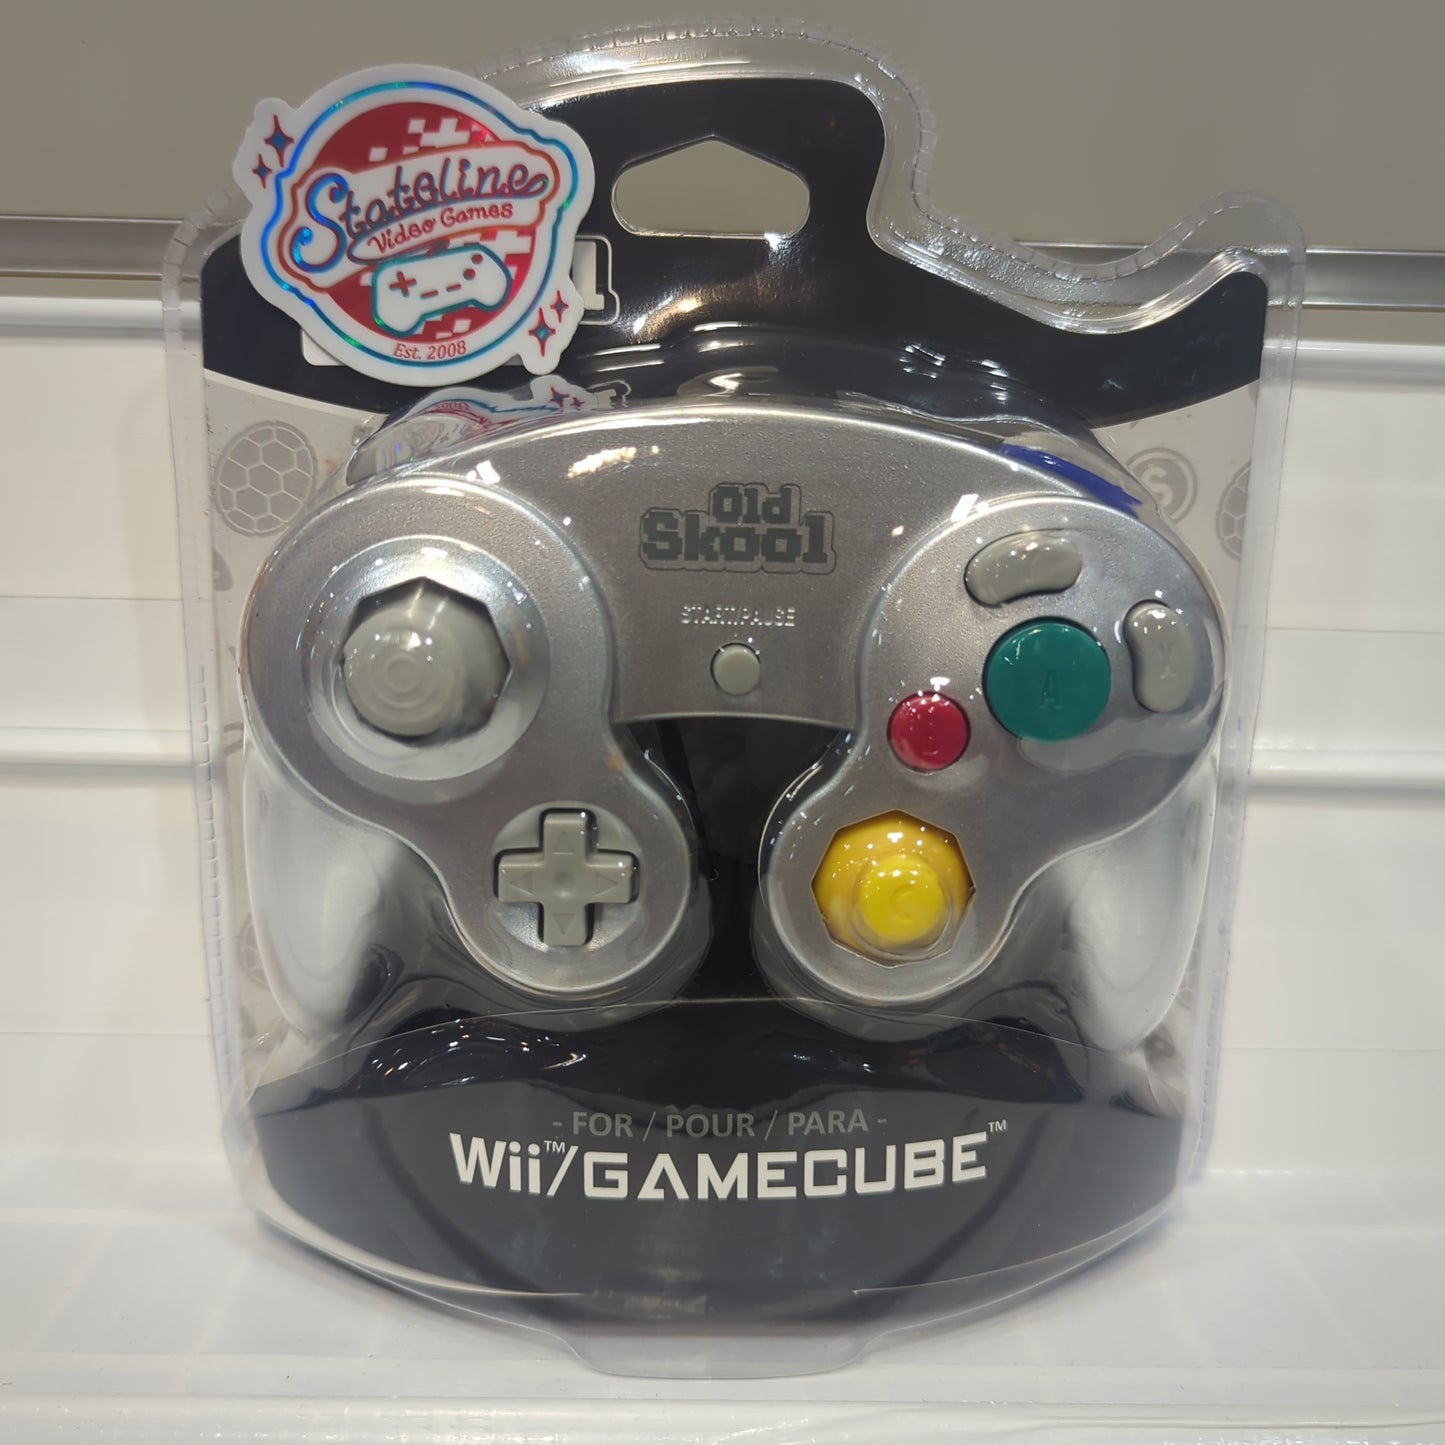 Stateline
Video Games
Est. 2008
Old
Skool
START/PAUSE
A
X
C
- FOR / POUR / PARA -
Wii™/GAMECUBE™